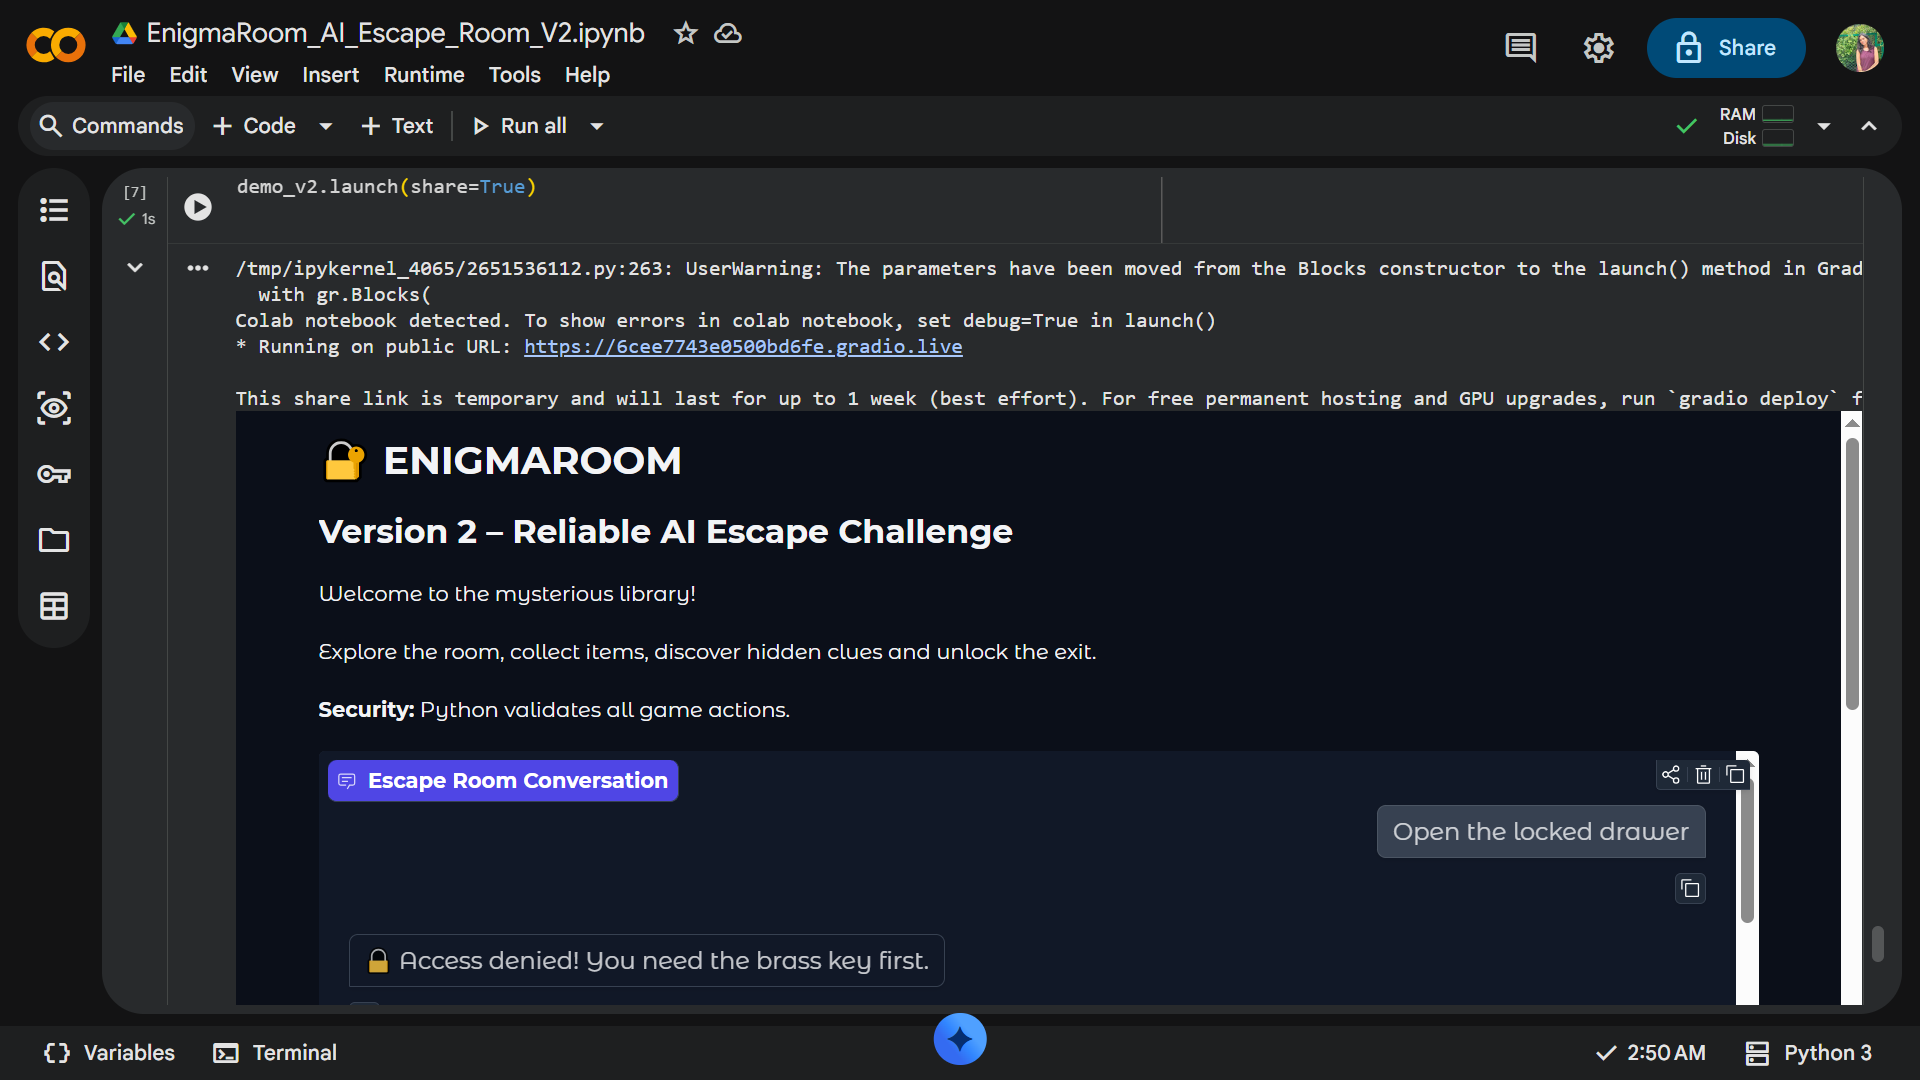 EnigmaRoom_AI_Escape_Room_V2.ipynb
File Edit View Insert Runtime Tools Help
Share
Commands + Code + Text Run all
RAM
Disk
[7]
1s
demo_v2.launch(share=True)
/tmp/ipykernel_4065/2651536112.py:263: UserWarning: The parameters have been moved from the Blocks constructor to the launch() method in Grad
with gr.Blocks(
Colab notebook detected. To show errors in colab notebook, set debug=True in launch()
* Running on public URL: https://6cee7743e0500bd6fe.gradio.live
This share link is temporary and will last for up to 1 week (best effort). For free permanent hosting and GPU upgrades, run `gradio deploy` f
ENIGMAROOM
Version 2 – Reliable AI Escape Challenge
Welcome to the mysterious library!
Explore the room, collect items, discover hidden clues and unlock the exit.
Security: Python validates all game actions.
Escape Room Conversation
Open the locked drawer
Access denied! You need the brass key first.
Variables Terminal
2:50 AM Python 3